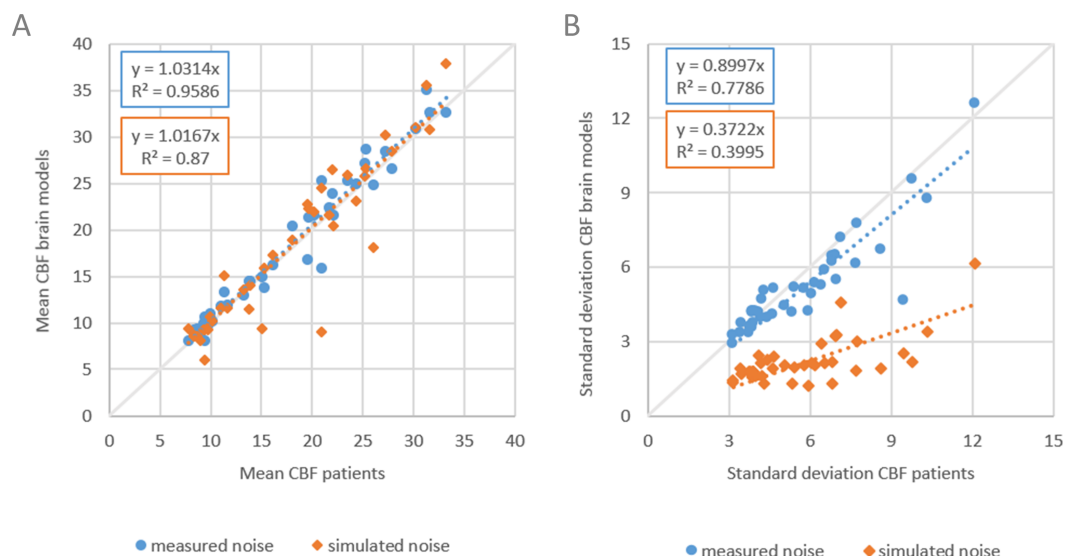 A
y = 1.0314x
R² = 0.9586
y = 1.0167x
R² = 0.87
Mean CBF brain models
40
35
30
25
20
15
10
5
0
0 5 10 15 20 25 30 35 40
Mean CBF patients
measured noise simulated noise
B
y = 0.8997x
R² = 0.7786
y = 0.3722x
R² = 0.3995
Standard deviation CBF brain models
15
12
9
6
3
0
0 3 6 9 12 15
Standard deviation CBF patients
measured noise simulated noise